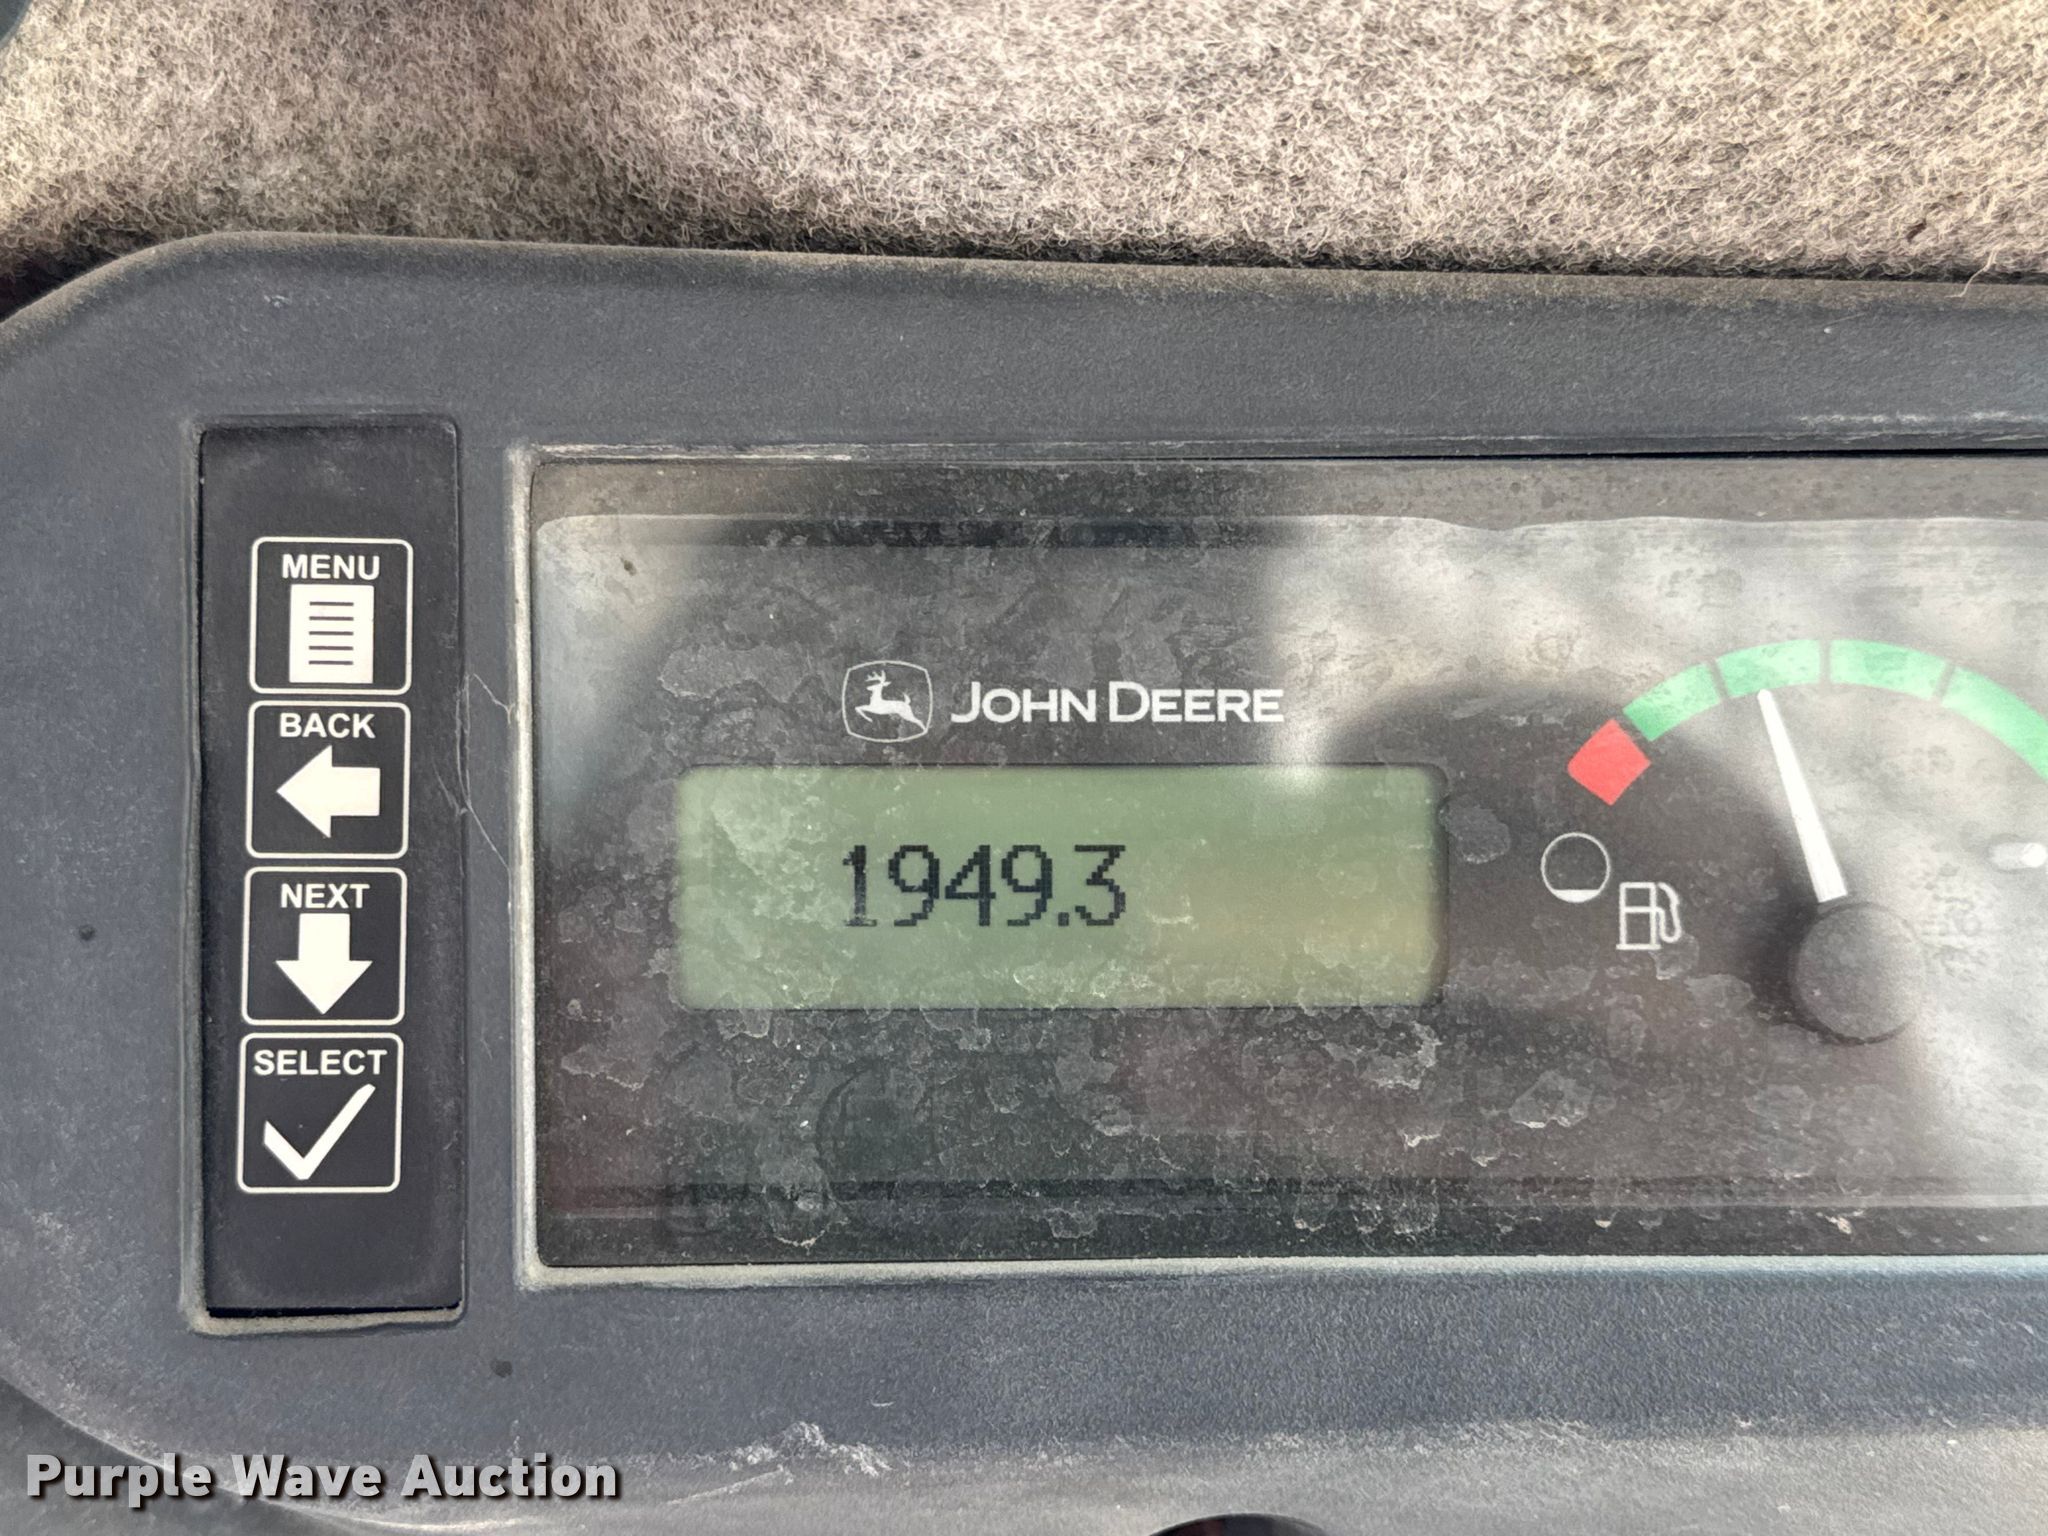 MENU
BACK
NEXT
SELECT
JOHN DEERE
1949.3
Purple Wave Auction